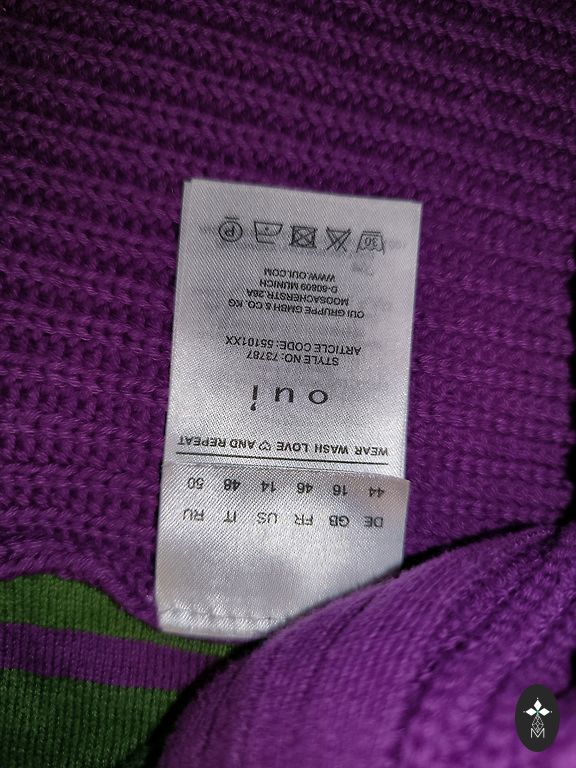 DE GB FR US IT RU
44 16 46 14 48 50
WEAR WASH LOVE ♡ AND REPEAT
oui
STYLE NO: 73787
ARTICLE CODE: 55101XX
OUI GRUPPE GMBH & CO. KG
MOOSACHERSTR.26A
D-80809 MUNICH
WWW.OUI.COM
30 P
M